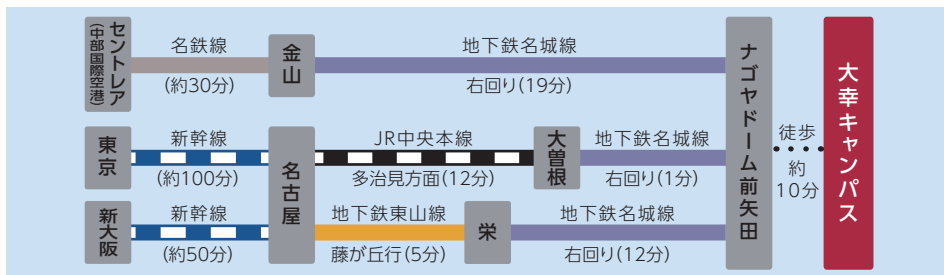 セントレア
(中部国際空港)
名鉄線
(約30分)
金山
地下鉄名城線
右回り(19分)
東京
新幹線
(約100分)
名古屋
JR中央本線
多治見方面(12分)
大曽根
地下鉄名城線
右回り(1分)
新大阪
新幹線
(約50分)
地下鉄東山線
藤が丘行(5分)
栄
地下鉄名城線
右回り(12分)
ナゴヤドーム前矢田
徒歩
約
10分
大幸キャンパス